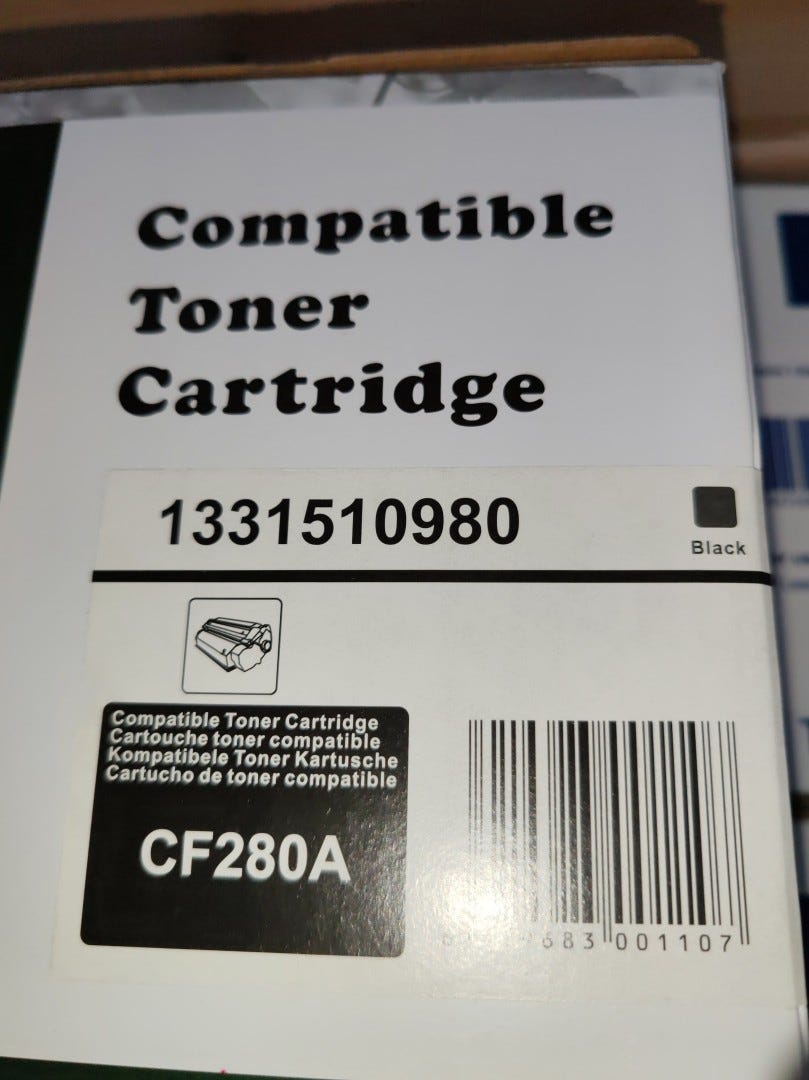 Compatible
Toner
Cartridge
1331510980
Black
Compatible Toner Cartridge
Cartouche toner compatible
Kompatibele Toner Kartusche
Cartucho de toner compatible
CF280A
683 001107